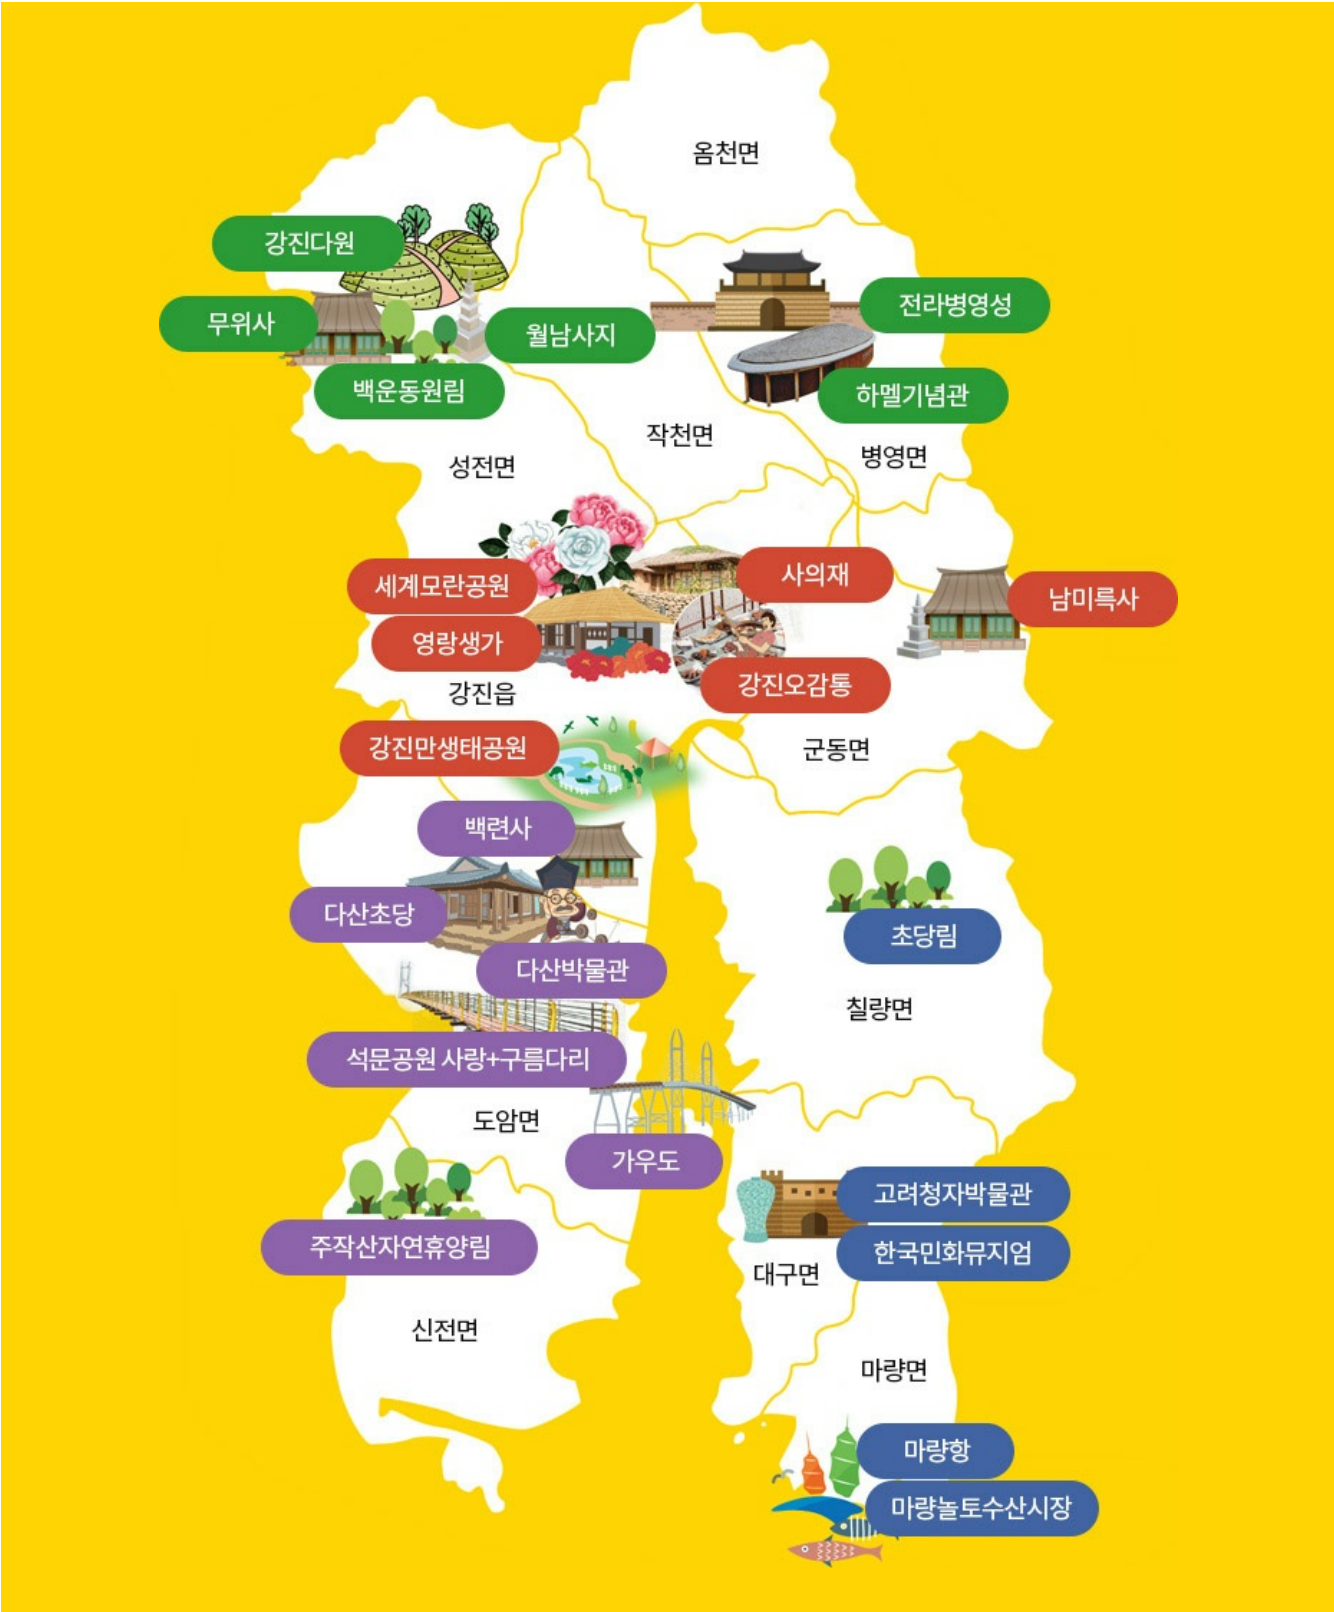 옴천면
강진다원
전라병영성
무위사
월남사지
백운동원림
하멜기념관
작천면
병영면
성전면
세계모란공원
사의재
남미륵사
영랑생가
강진오감통
강진읍
강진만생태공원
군동면
백련사
다산초당
초당림
다산박물관
칠량면
석문공원 사랑+구름다리
도암면
가우도
고려청자박물관
주작산자연휴양림
한국민화뮤지엄
대구면
신전면
마량면
마량항
마량놀토수산시장